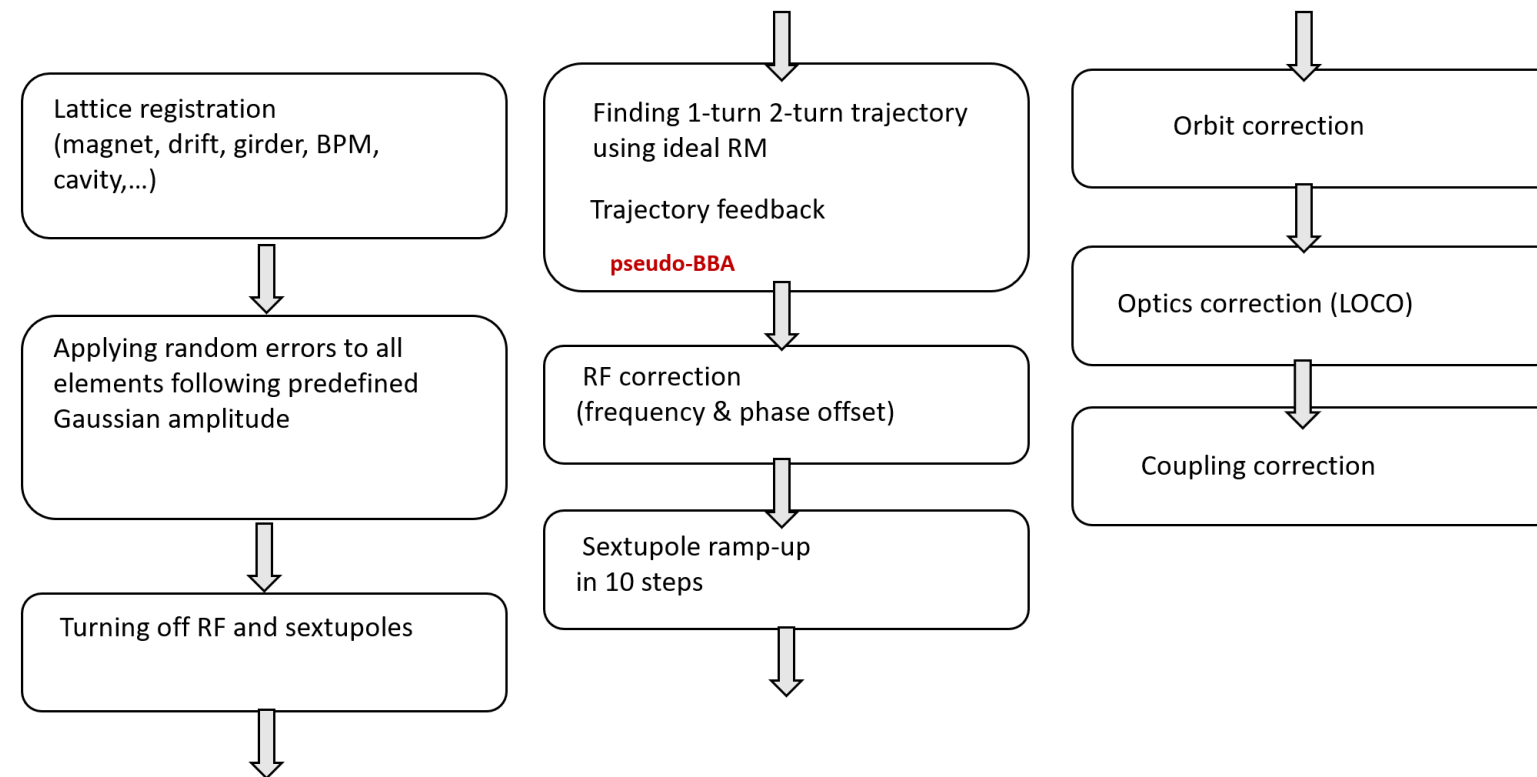 Lattice registration
(magnet, drift, girder, BPM,
cavity,...)
Applying random errors to all
elements following predefined
Gaussian amplitude
Turning off RF and sextupoles
Finding 1-turn 2-turn trajectory
using ideal RM
Trajectory feedback
pseudo-BBA
RF correction
(frequency & phase offset)
Sextupole ramp-up
in 10 steps
Orbit correction
Optics correction (LOCO)
Coupling correction